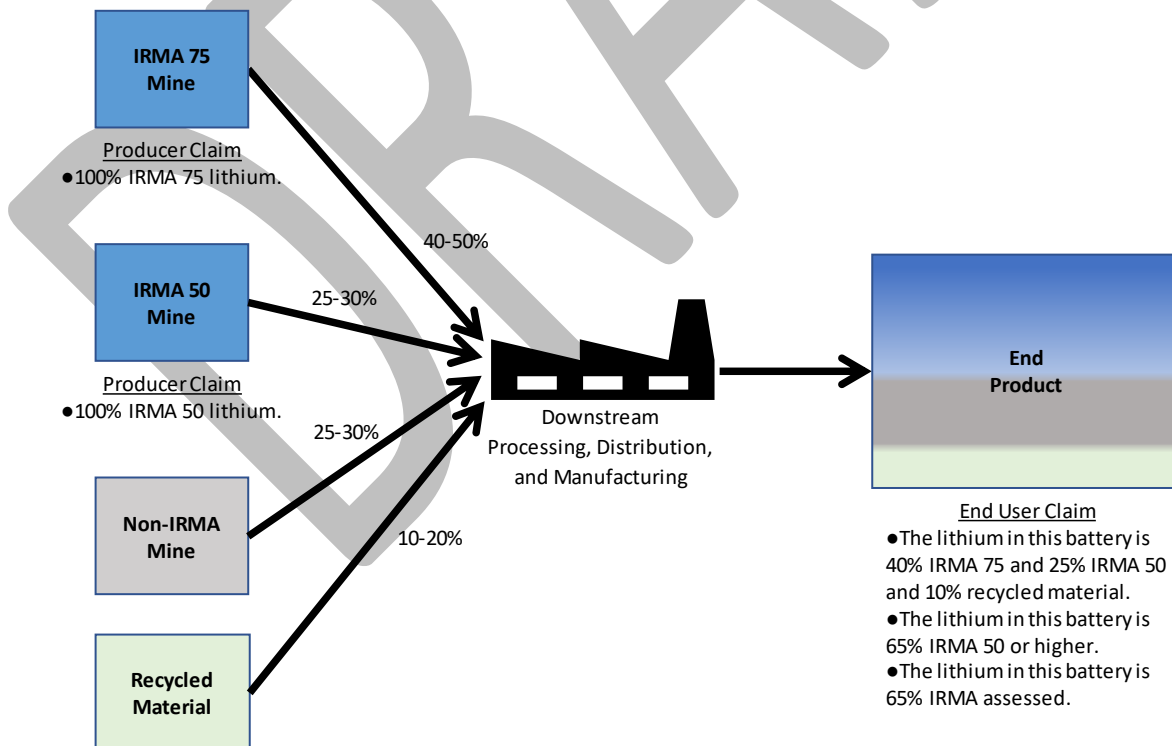 IRMA 75
Mine
Producer Claim
●100% IRMA 75 lithium.
40-50%
IRMA 50
Mine
25-30%
Producer Claim
●100% IRMA 50 lithium.
25-30%
Non-IRMA
Mine
10-20%
Recycled
Material
Downstream
Processing, Distribution,
and Manufacturing
End
Product
End User Claim
●The lithium in this battery is
40% IRMA 75 and 25% IRMA 50
and 10% recycled material.
●The lithium in this battery is
65% IRMA 50 or higher.
●The lithium in this battery is
65% IRMA assessed.